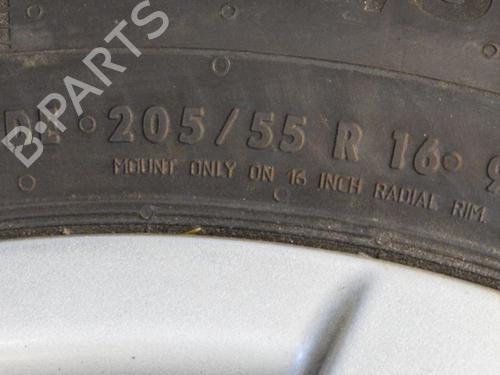 B-PARTS
205/55 R 16
MOUNT ONLY ON 16 INCH RADIAL RIM